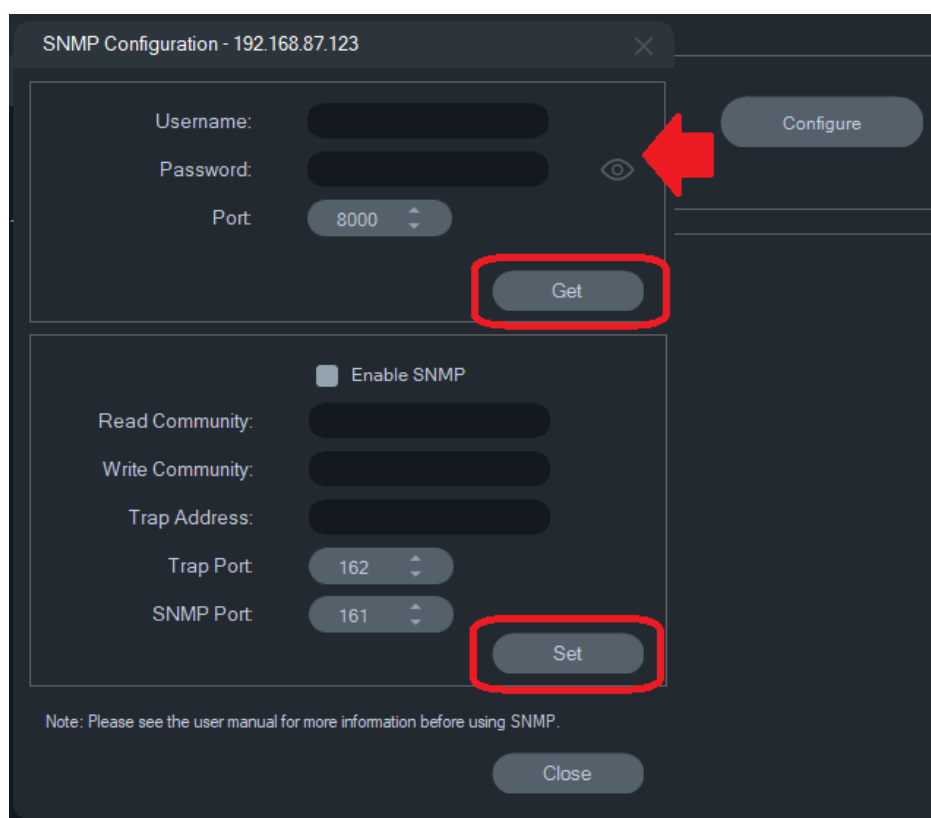 SNMP Configuration - 192.168.87.123
Username:
Configure
Password:
Port:
8000
Get
Enable SNMP
Read Community:
Write Community:
Trap Address:
Trap Port:
162
SNMP Port:
161
Set
Note: Please see the user manual for more information before using SNMP.
Close